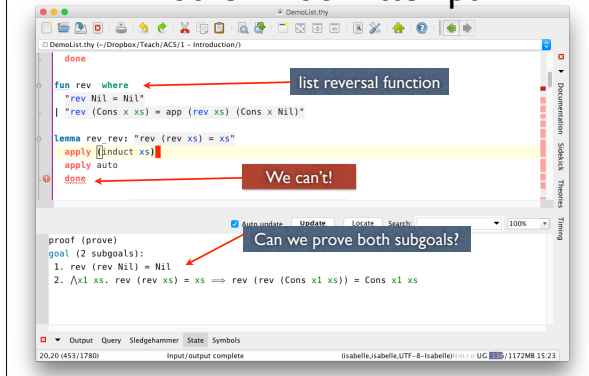 DemoList.thy
DemoList.thy (~/Dropbox/Teach/ACS/1 – Introduction/)
done
fun rev where
list reversal function
"rev Nil = Nil"
| "rev (Cons x xs) = app (rev xs) (Cons x Nil)"
lemma rev_rev: "rev (rev xs) = xs"
apply (induct xs)
apply auto
done
We can't!
Documentation
Sidekick
Theories
Timing
Auto update Update Locate Search: 100%
Can we prove both subgoals?
proof (prove)
goal (2 subgoals):
1. rev (rev Nil) = Nil
2. ⋀x1 xs. rev (rev xs) = xs ⟹ rev (rev (Cons x1 xs)) = Cons x1 xs
Output Query Sledgehammer State Symbols
20,20 (453/1780) Input/output complete (isabelle,isabelle,UTF-8-Isabelle) N m r o UG 336/1172MB 15:23